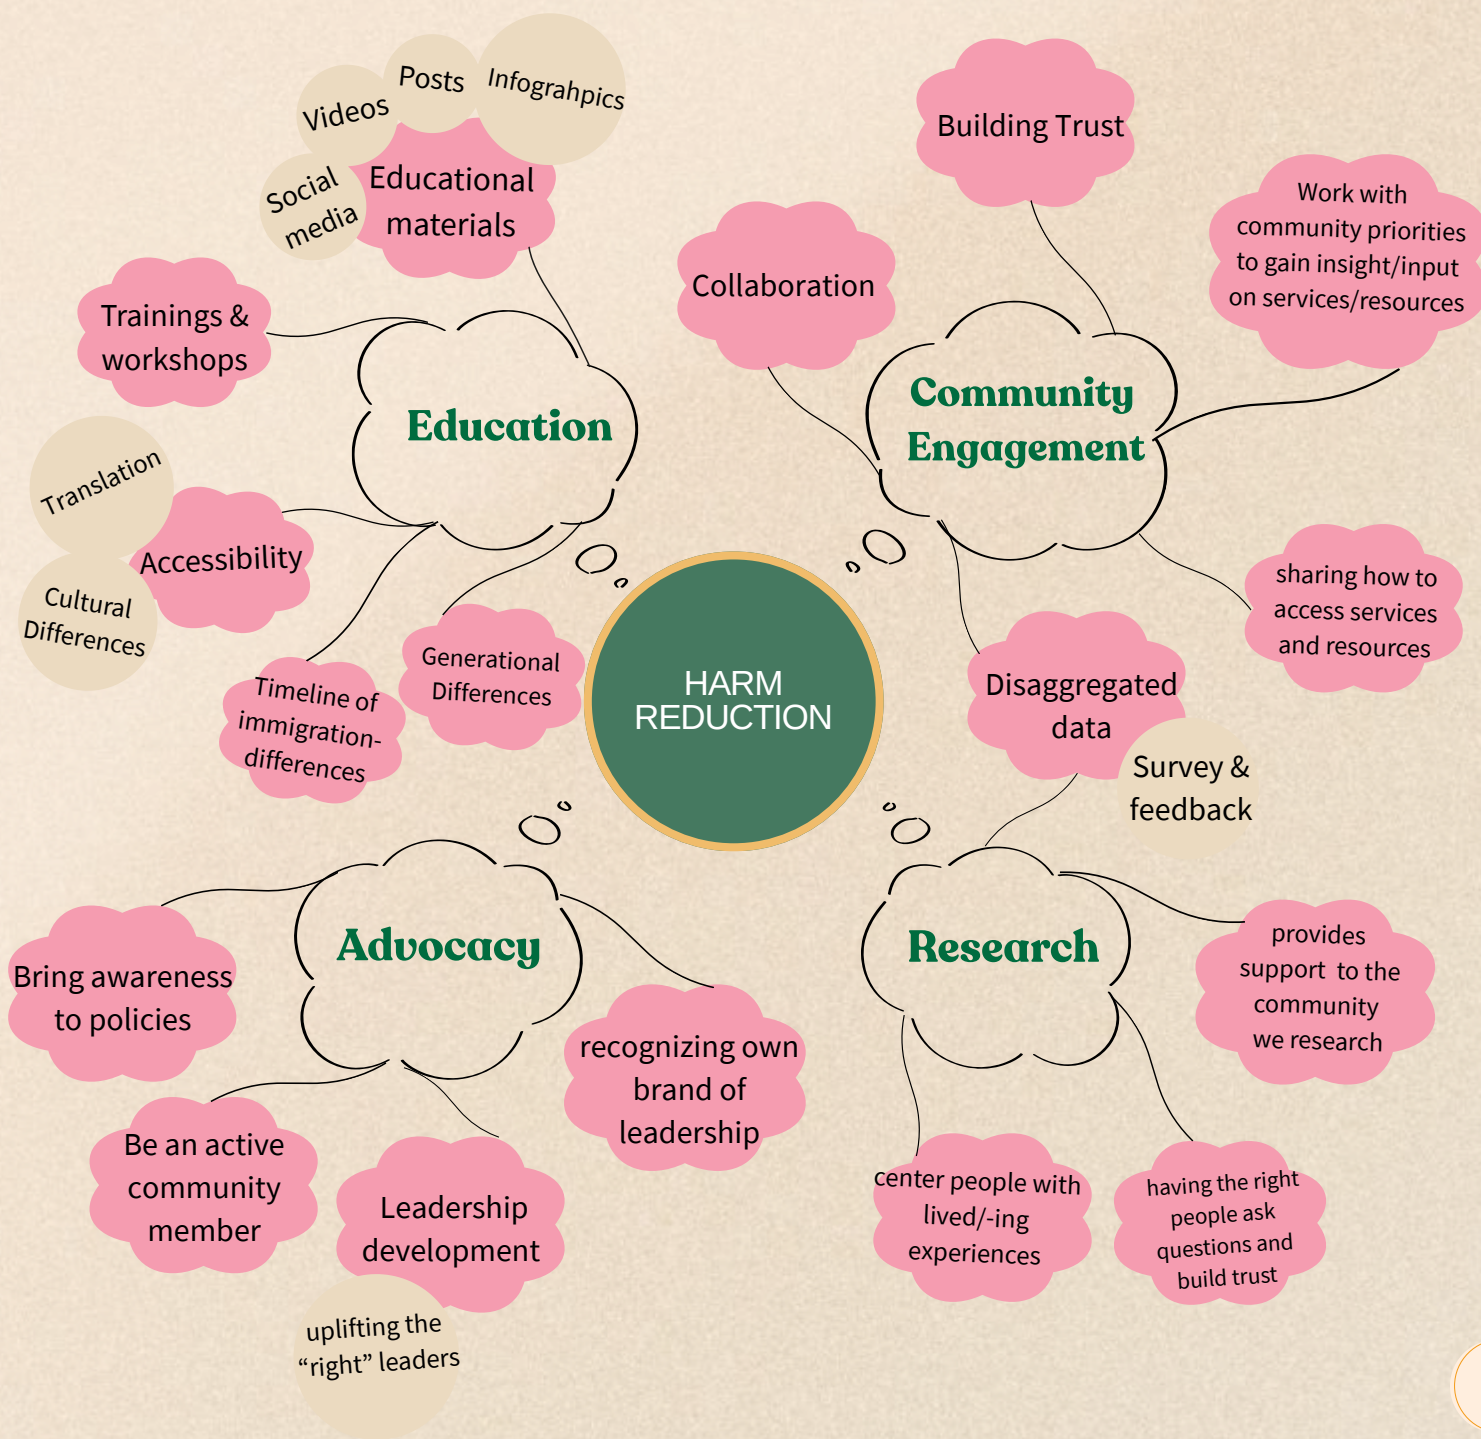 Posts
Infograhpics
Videos
Social
media
Educational
materials
Trainings &
workshops
Education
Translation
Accessibility
Cultural
Differences
Timeline of
immigration-
differences
Generational
Differences
Building Trust
Collaboration
Work with
community priorities
to gain insight/input
on services/resources
Community
Engagement
sharing how to
access services
and resources
Disaggregated
data
Survey &
feedback
HARM
REDUCTION
Advocacy
Bring awareness
to policies
Be an active
community
member
Leadership
development
uplifting the
“right” leaders
recognizing own
brand of
leadership
Research
provides
support  to the
community
we research
center people with
lived/-ing
experiences
having the right
people ask
questions and
build trust